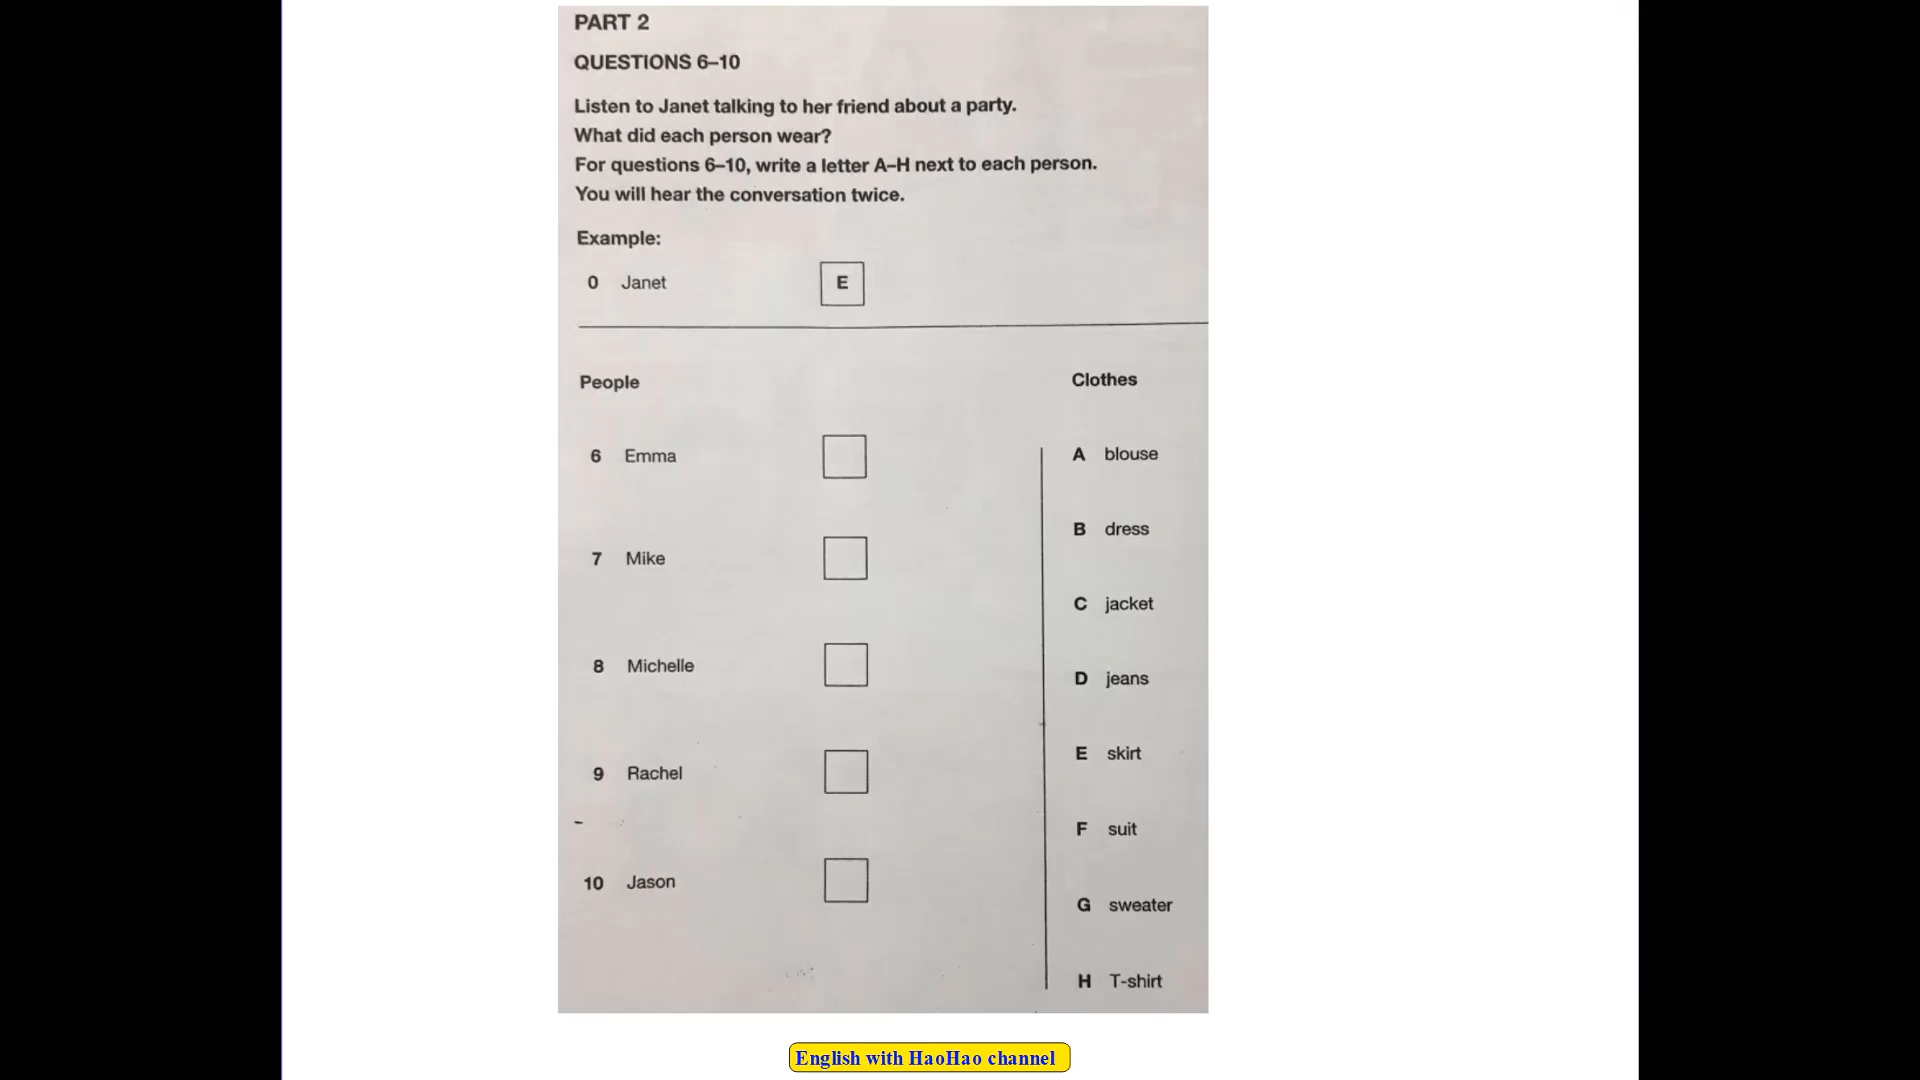 PART 2
QUESTIONS 6–10
Listen to Janet talking to her friend about a party.
What did each person wear?
For questions 6–10, write a letter A–H next to each person.
You will hear the conversation twice.
Example:
0 Janet E
People Clothes
6 Emma
7 Mike
8 Michelle
9 Rachel
10 Jason
A blouse
B dress
C jacket
D jeans
E skirt
F suit
G sweater
H T-shirt
English with HaoHao channel